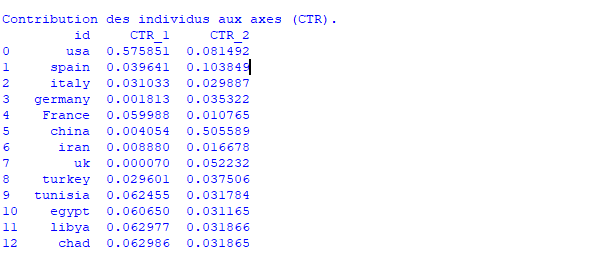 Contribution des individus aux axes (CTR).
id CTR_1 CTR_2
0 usa 0.575851 0.081492
1 spain 0.039641 0.103849
2 italy 0.031033 0.029887
3 germany 0.001813 0.035322
4 France 0.059988 0.010765
5 china 0.004054 0.505589
6 iran 0.008880 0.016678
7 uk 0.000070 0.052232
8 turkey 0.029601 0.037506
9 tunisia 0.062455 0.031784
10 egypt 0.060650 0.031165
11 libya 0.062977 0.031866
12 chad 0.062986 0.031865